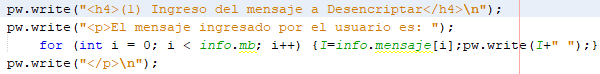 pw.write("<h4>(1) Ingreso del mensaje a Desencriptar</h4>\n");
pw.write("<p>El mensaje ingresado por el usuario es: ");
for (int i = 0; i < info.mb; i++) {I=info.mensaje[i];pw.write(I+" ");}
pw.write("</p>\n");